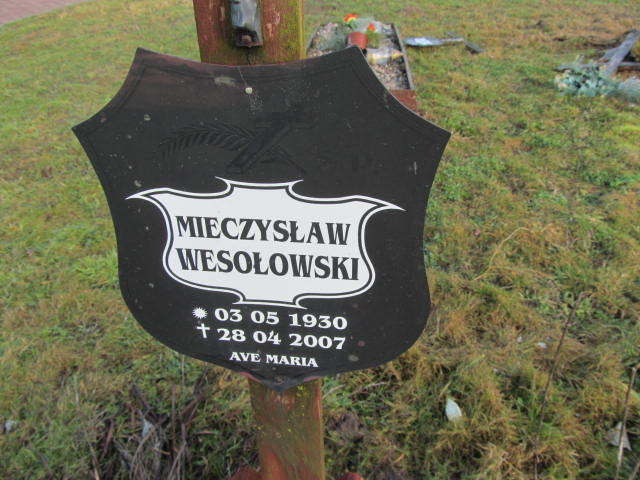 Ś.P.
MIECZYSŁAW
WESOŁOWSKI
03 05 1930
28 04 2007
AVE MARIA